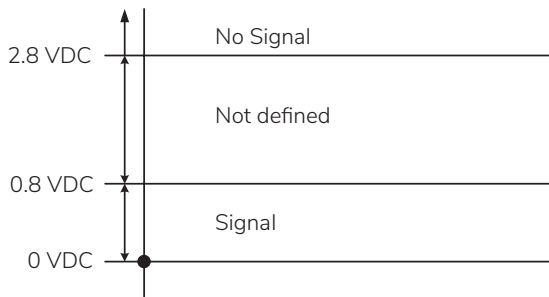 No Signal
2.8 VDC
Not defined
0.8 VDC
Signal
0 VDC